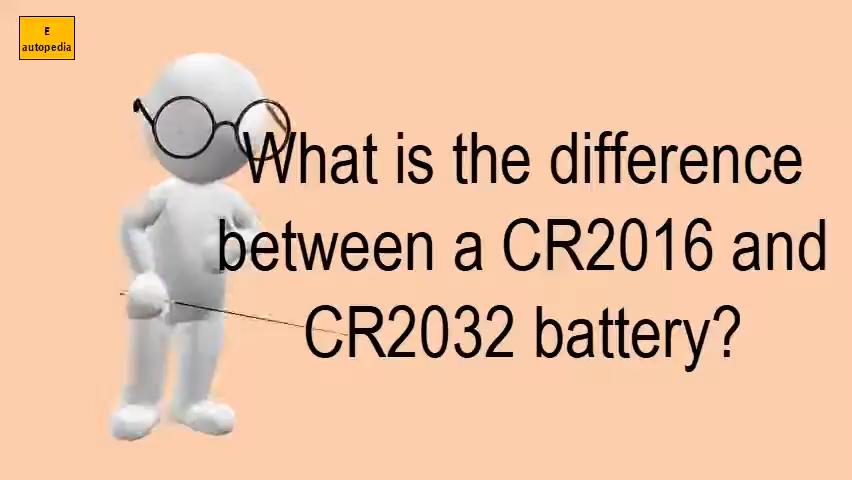 E
autopedia
What is the difference
between a CR2016 and
CR2032 battery?